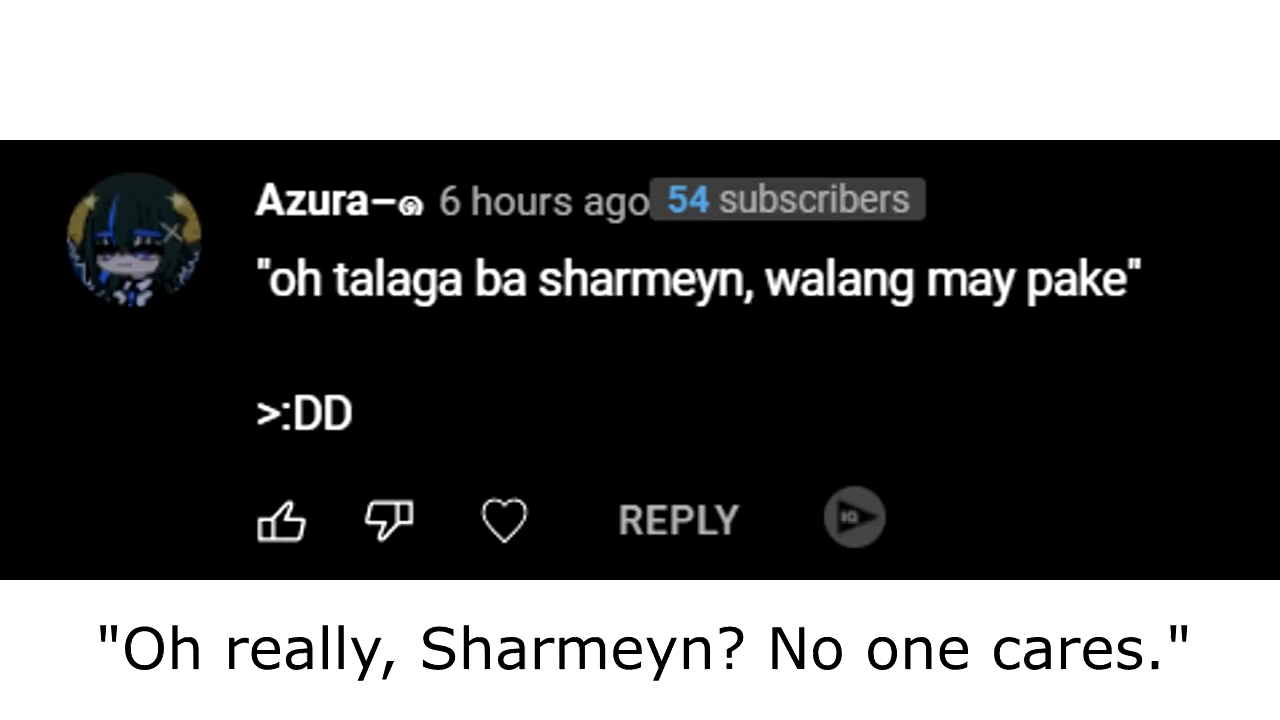 Azura– 6 hours ago 54 subscribers
"oh talaga ba sharmeyn, walang may pake"
>:DD
REPLY IQ
"Oh really, Sharmeyn? No one cares."